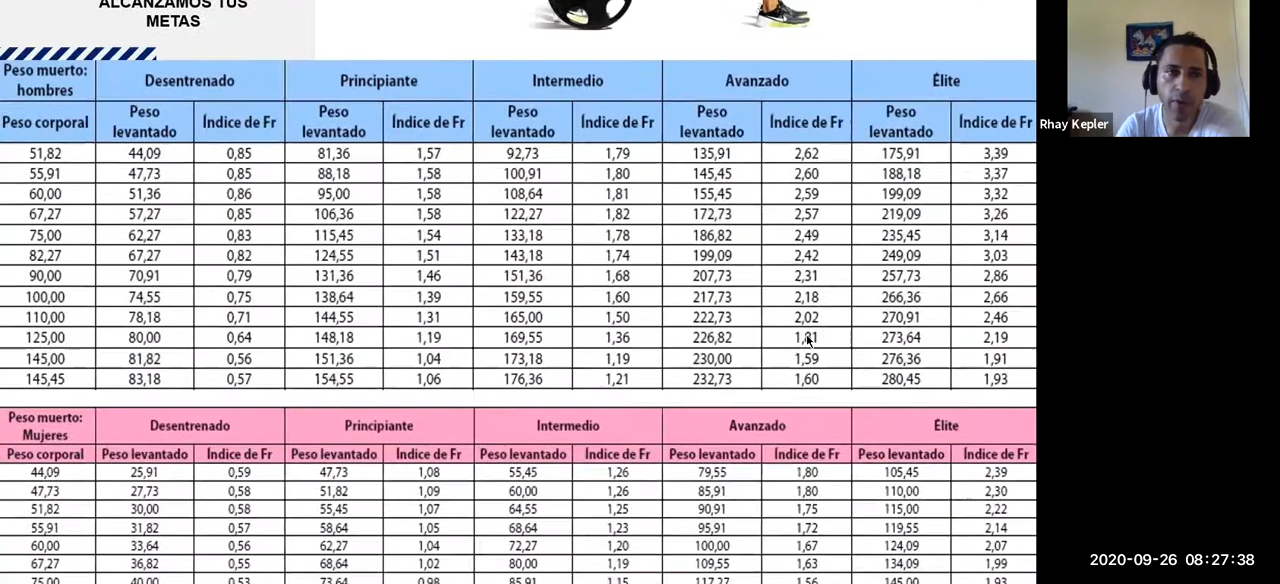 ALCANZAMOS TUS
METAS
Peso muerto: hombres Desentrenado Principiante Intermedio Avanzado Élite
Peso corporal Peso levantado Índice de Fr Peso levantado Índice de Fr Peso levantado Índice de Fr Peso levantado Índice de Fr Peso levantado Índice de Fr
51,82 44,09 0,85 81,36 1,57 92,73 1,79 135,91 2,62 175,91 3,39
55,91 47,73 0,85 88,18 1,58 100,91 1,80 145,45 2,60 188,18 3,37
60,00 51,36 0,86 95,00 1,58 108,64 1,81 155,45 2,59 199,09 3,32
67,27 57,27 0,85 106,36 1,58 122,27 1,82 172,73 2,57 219,09 3,26
75,00 62,27 0,83 115,45 1,54 133,18 1,78 186,82 2,49 235,45 3,14
82,27 67,27 0,82 124,55 1,51 143,18 1,74 199,09 2,42 249,09 3,03
90,00 70,91 0,79 131,36 1,46 151,36 1,68 207,73 2,31 257,73 2,86
100,00 74,55 0,75 138,64 1,39 159,55 1,60 217,73 2,18 266,36 2,66
110,00 78,18 0,71 144,55 1,31 165,00 1,50 222,73 2,02 270,91 2,46
125,00 80,00 0,64 148,18 1,19 169,55 1,36 226,82 1,81 273,64 2,19
145,00 81,82 0,56 151,36 1,04 173,18 1,19 230,00 1,59 276,36 1,91
145,45 83,18 0,57 154,55 1,06 176,36 1,21 232,73 1,60 280,45 1,93
Peso muerto: Mujeres Desentrenado Principiante Intermedio Avanzado Élite
Peso corporal Peso levantado Índice de Fr Peso levantado Índice de Fr Peso levantado Índice de Fr Peso levantado Índice de Fr Peso levantado Índice de Fr
44,09 25,91 0,59 47,73 1,08 55,45 1,26 79,55 1,80 105,45 2,39
47,73 27,73 0,58 51,82 1,09 60,00 1,26 85,91 1,80 110,00 2,30
51,82 30,00 0,58 55,45 1,07 64,55 1,25 90,91 1,75 115,00 2,22
55,91 31,82 0,57 58,64 1,05 68,64 1,23 95,91 1,72 119,55 2,14
60,00 33,64 0,56 62,27 1,04 72,27 1,20 100,00 1,67 124,09 2,07
67,27 36,82 0,55 68,64 1,02 80,00 1,19 109,55 1,63 134,09 1,99
75,00 40,00 0,53 73,64 0,98 85,91 1,15 117,27 1,56 145,00 1,93
Rhay Kepler
2020-09-26 08:27:38